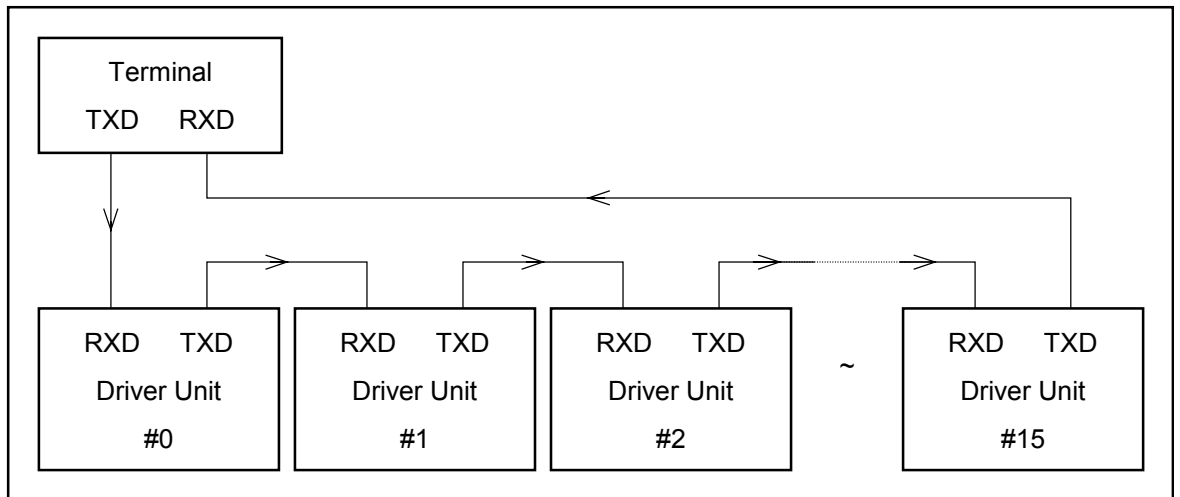 Terminal
TXD RXD
RXD TXD
Driver Unit
#0
RXD TXD
Driver Unit
#1
RXD TXD
Driver Unit
#2
~
RXD TXD
Driver Unit
#15